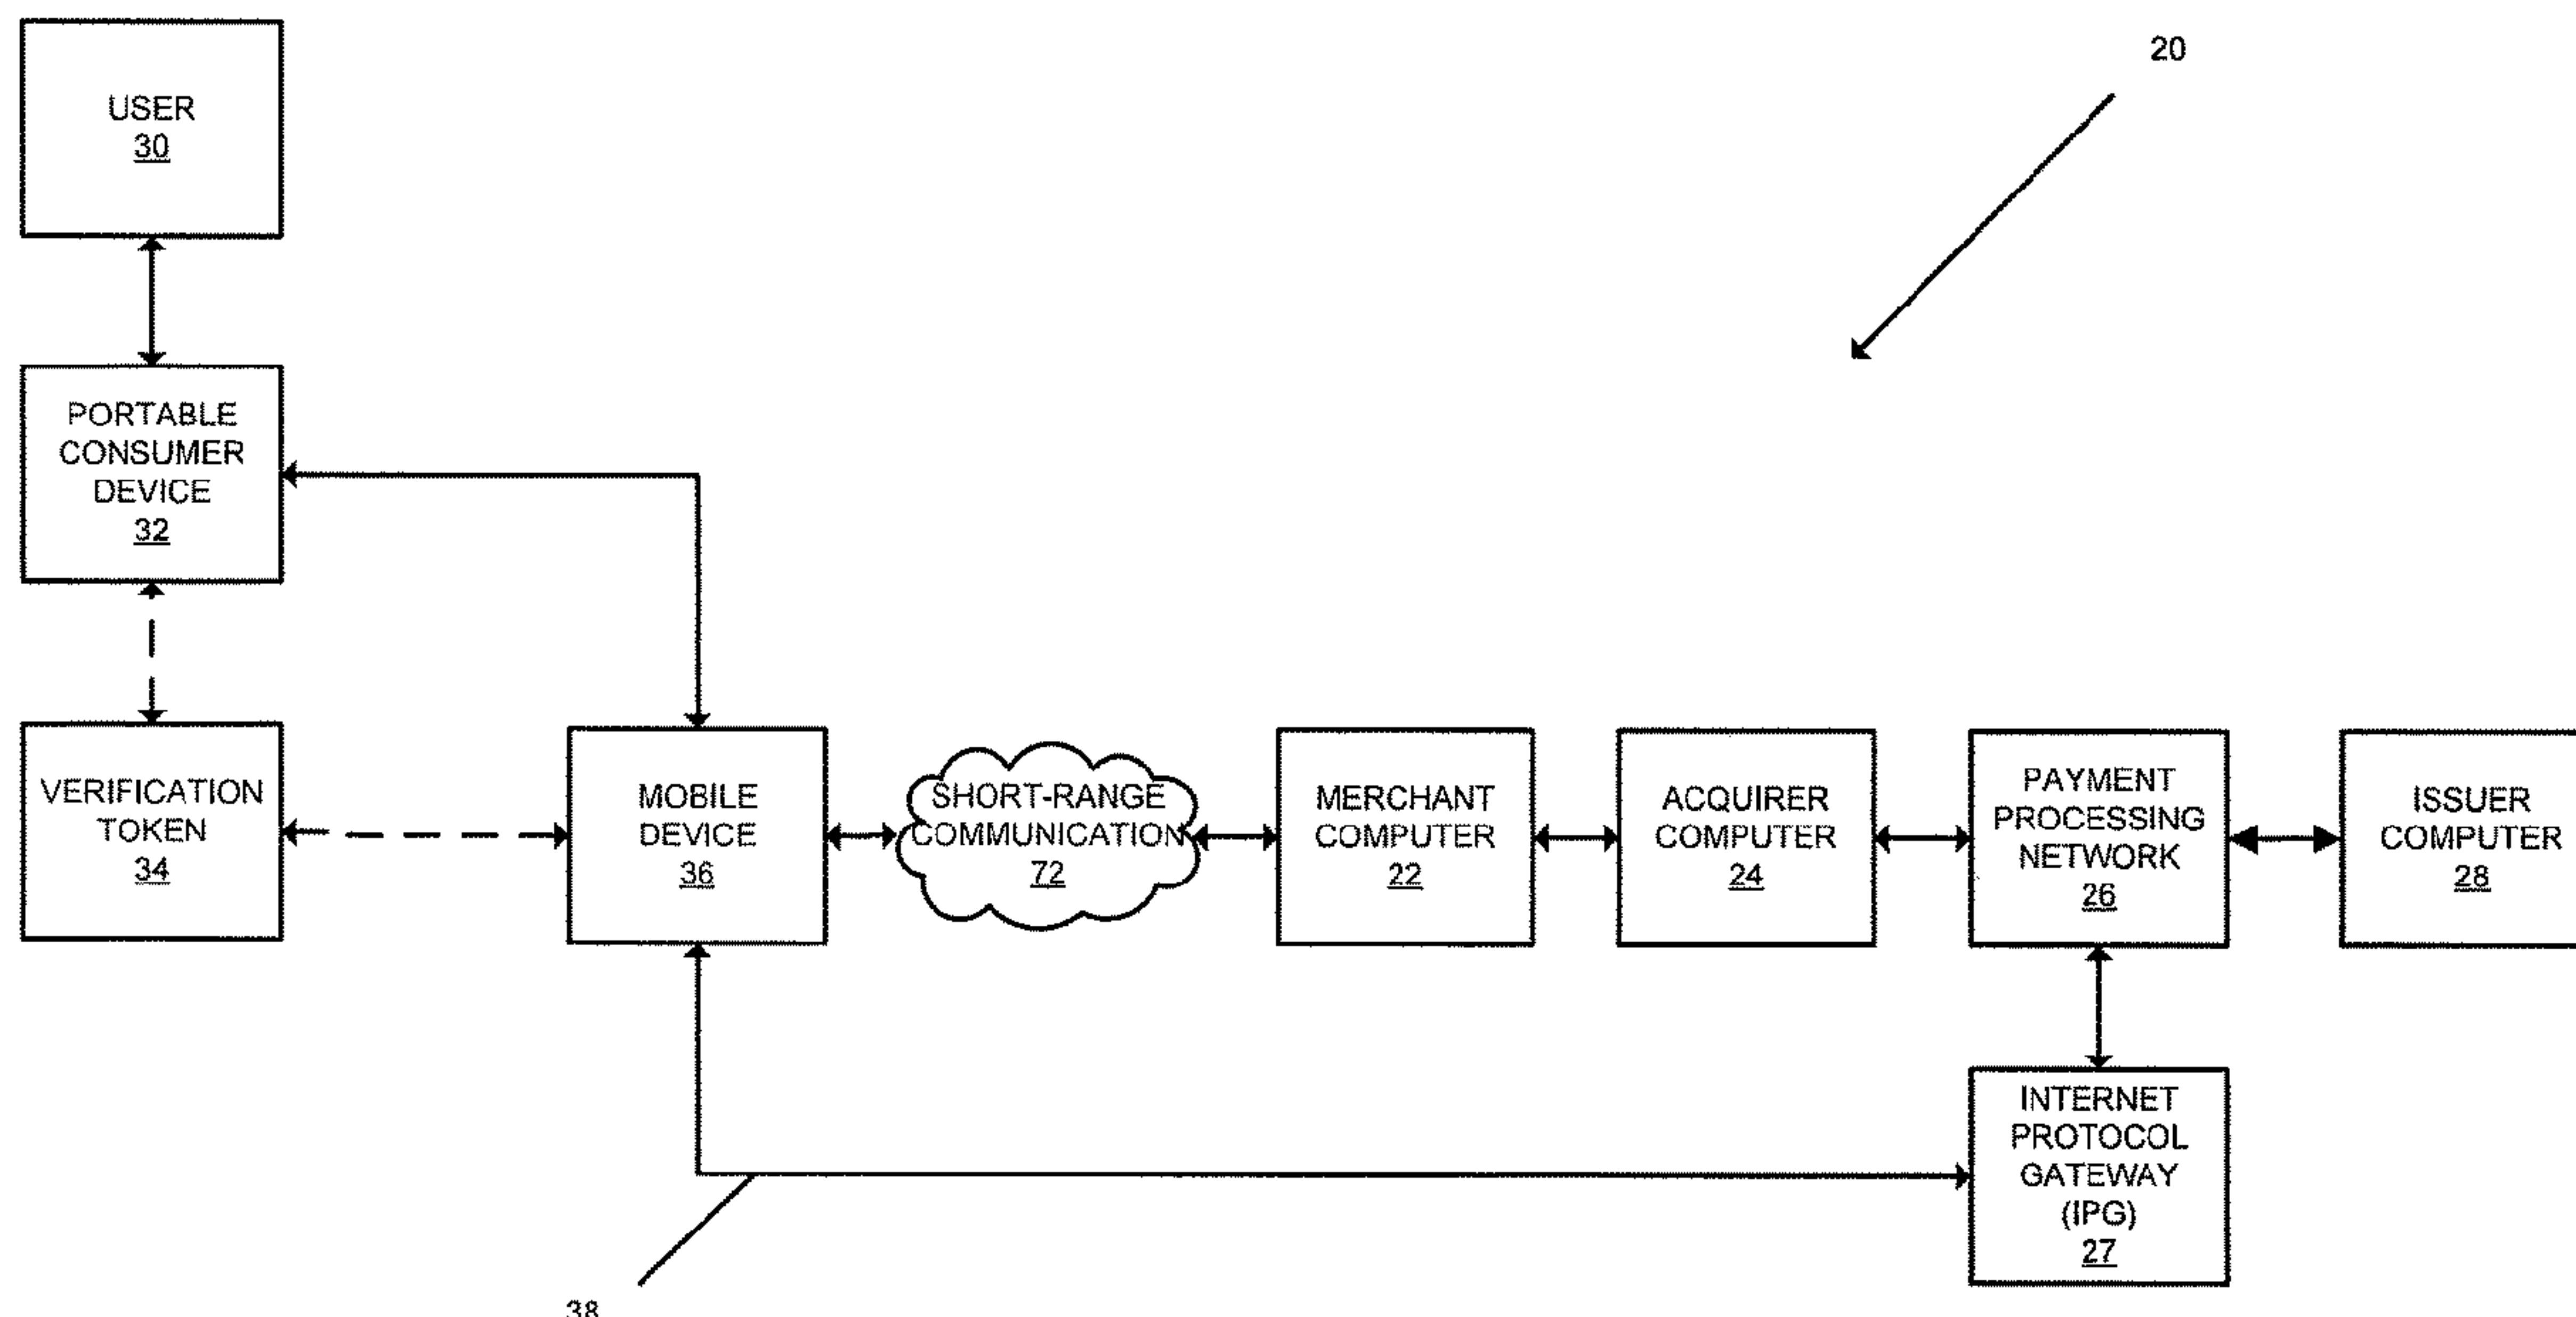 20
USER
30
PORTABLE
CONSUMER
DEVICE
32
VERIFICATION
TOKEN
34
MOBILE
DEVICE
36
SHORT-RANGE
COMMUNICATION
72
MERCHANT
COMPUTER
22
ACQUIRER
COMPUTER
24
PAYMENT
PROCESSING
NETWORK
26
ISSUER
COMPUTER
28
INTERNET
PROTOCOL
GATEWAY
(IPG)
27
38